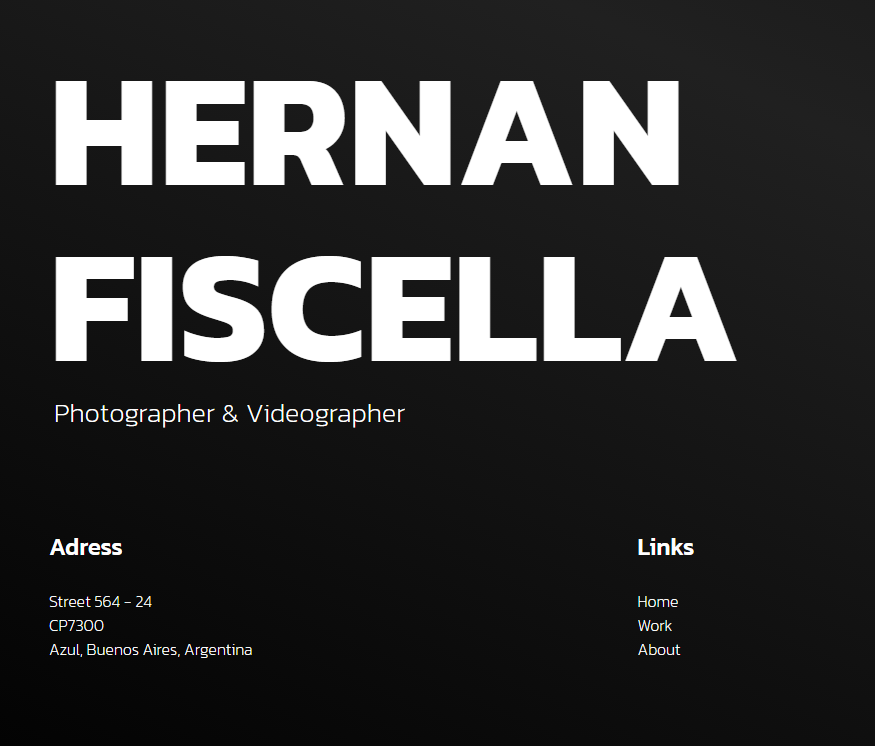 HERNAN
FISCELLA
Photographer & Videographer
Adress
Street 564 - 24
CP7300
Azul, Buenos Aires, Argentina
Links
Home
Work
About